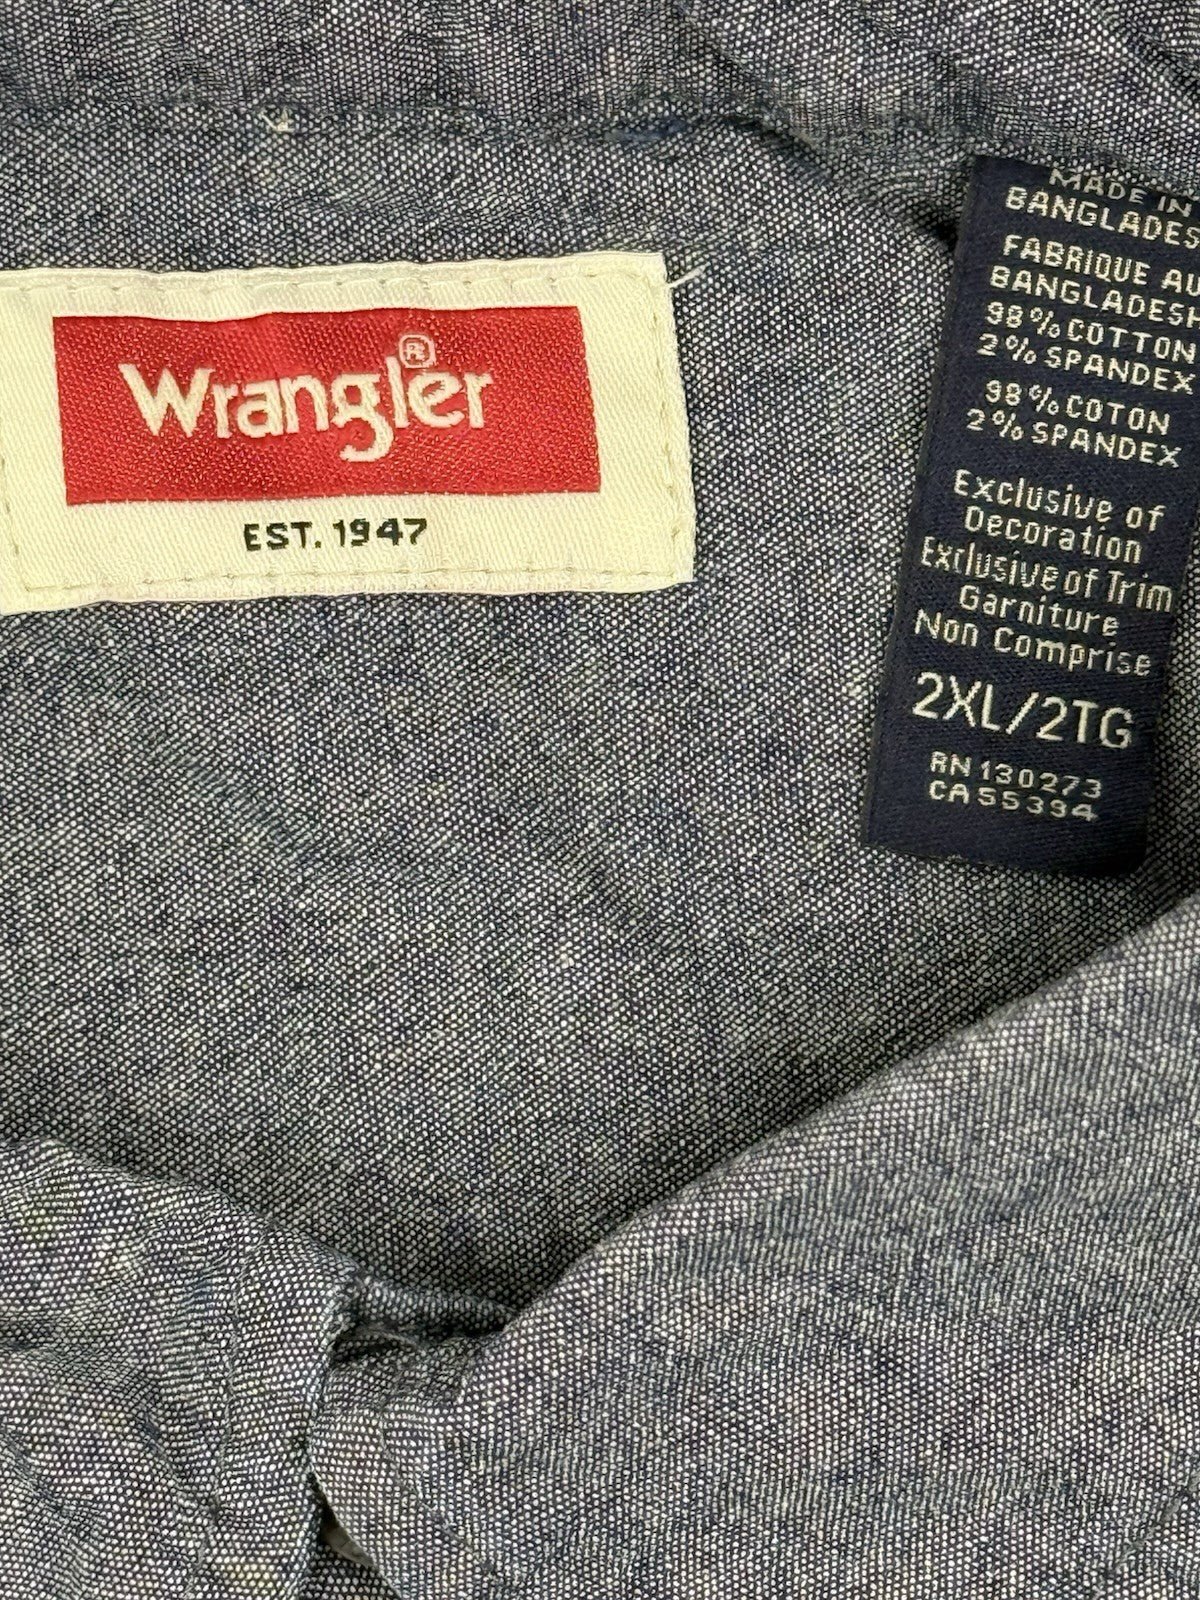 Wrangler®
EST. 1947
MADE IN
BANGLADES
FABRIQUE AU
BANGLADESH
98% COTTON
2% SPANDEX
98% COTON
2% SPANDEX
Exclusive of
Decoration
Exclusive of Trim
Garniture
Non Comprise
2XL/2TG
RN 130273
CA 55394